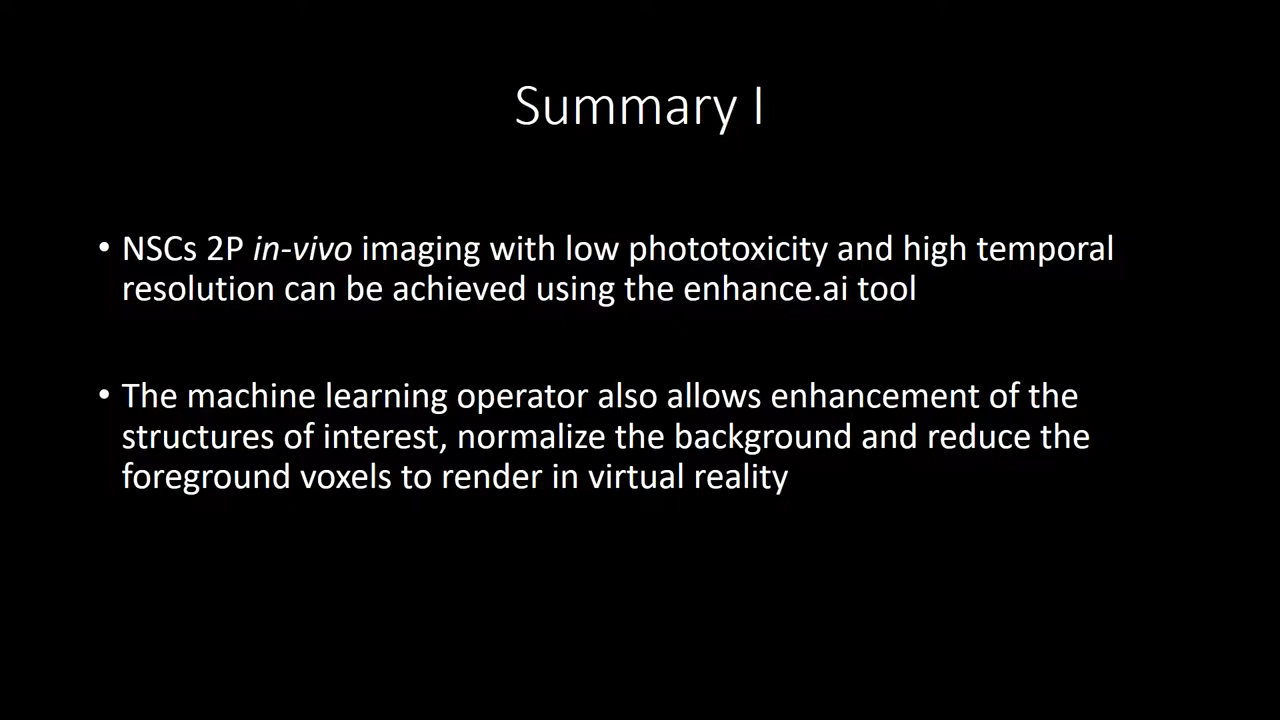 Summary I
• NSCs 2P in-vivo imaging with low phototoxicity and high temporal
resolution can be achieved using the enhance.ai tool
• The machine learning operator also allows enhancement of the
structures of interest, normalize the background and reduce the
foreground voxels to render in virtual reality